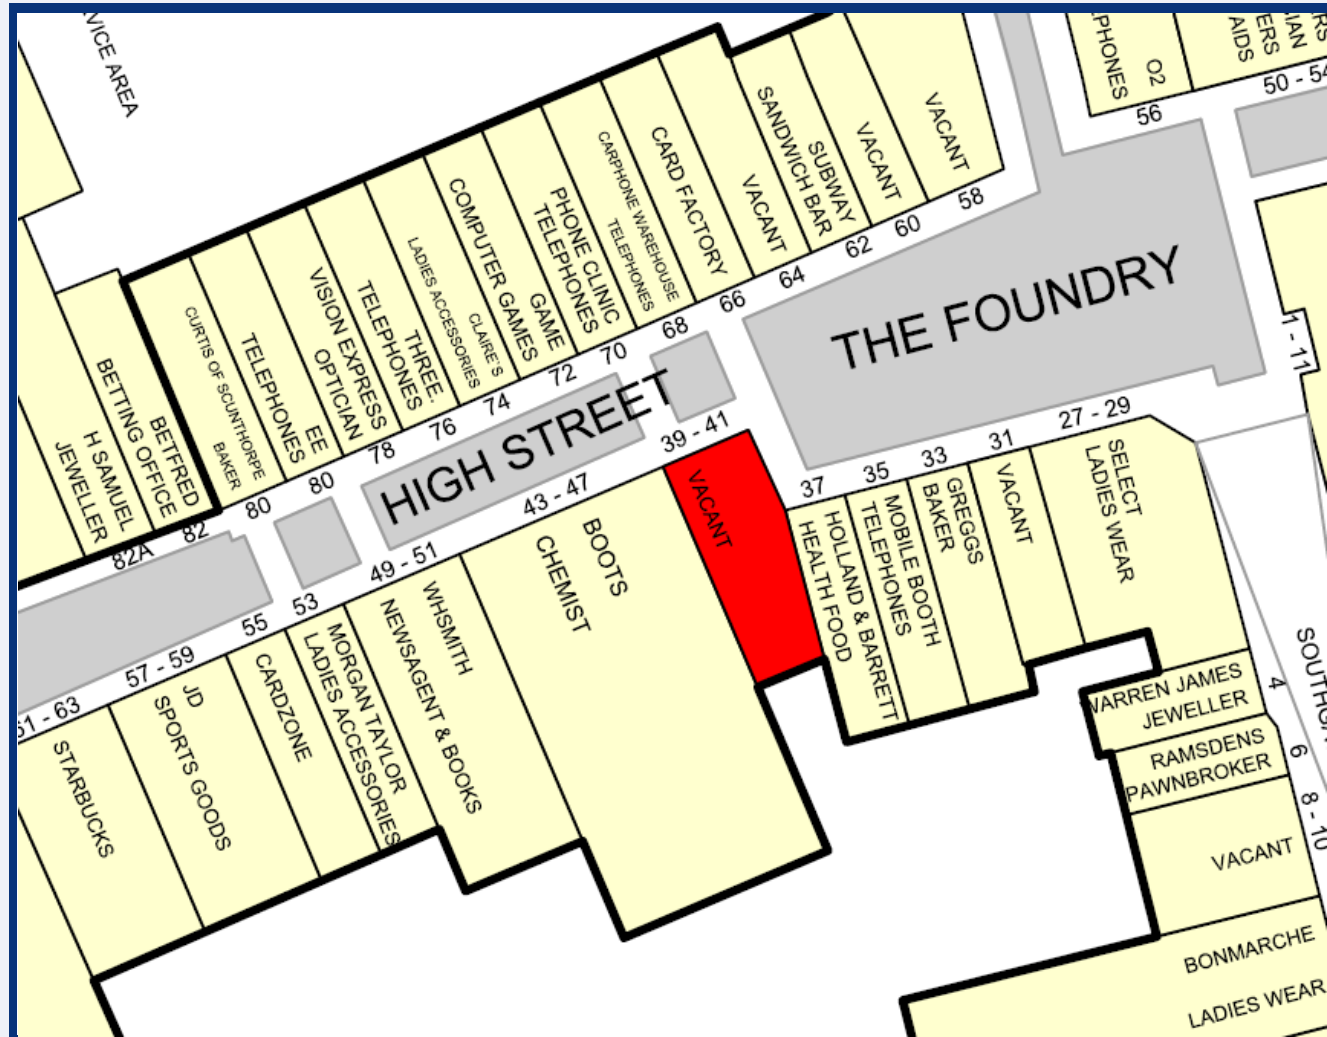 VICE AREA
PHONES
O2
AIDS
ERS
IAN
RS
50 - 54
56
VACANT
VACANT
SUBWAY
SANDWICH BAR
VACANT
CARD FACTORY
CARPHONE WAREHOUSE
TELEPHONES
PHONE CLINIC
TELEPHONES
GAME
COMPUTER GAMES
CLAIRE'S
LADIES ACCESSORIES
THREE.
TELEPHONES
VISION EXPRESS
OPTICIAN
EE
TELEPHONES
CURTIS OF SCUNTHORPE
BAKER
BETFRED
BETTING OFFICE
H SAMUEL
JEWELLER
58
60
62
64
66
68
70
72
74
76
78
80
80
82
82A
THE FOUNDRY
HIGH STREET
1 - 11
27 - 29
31
33
35
37
39 - 41
43 - 47
49 - 51
53
55
57 - 59
61 - 63
SELECT
LADIES WEAR
VACANT
GREGGS
BAKER
MOBILE BOOTH
TELEPHONES
HOLLAND & BARRETT
HEALTH FOOD
VACANT
BOOTS
CHEMIST
WHSMITH
NEWSAGENT & BOOKS
MORGAN TAYLOR
LADIES ACCESSORIES
CARDZONE
JD
SPORTS GOODS
STARBUCKS
WARREN JAMES
JEWELLER
4
RAMSDENS
PAWNBROKER
6
VACANT
8 - 10
SOUTHGA
BONMARCHE
LADIES WEAR